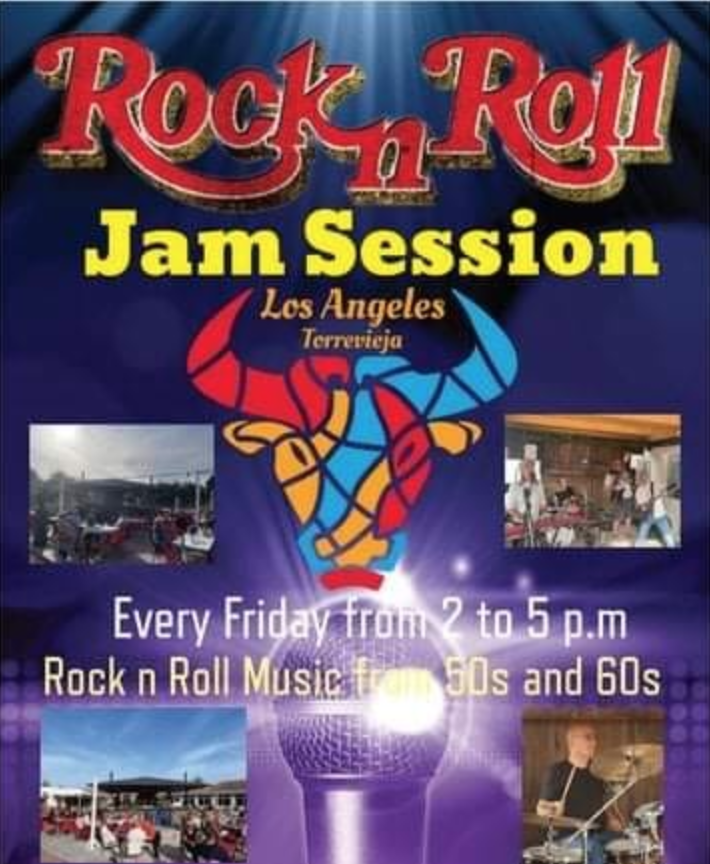 Rock n Roll
Jam Session
Los Angeles
Torrevieja
Every Friday from 2 to 5 p.m
Rock n Roll Music from 50s and 60s